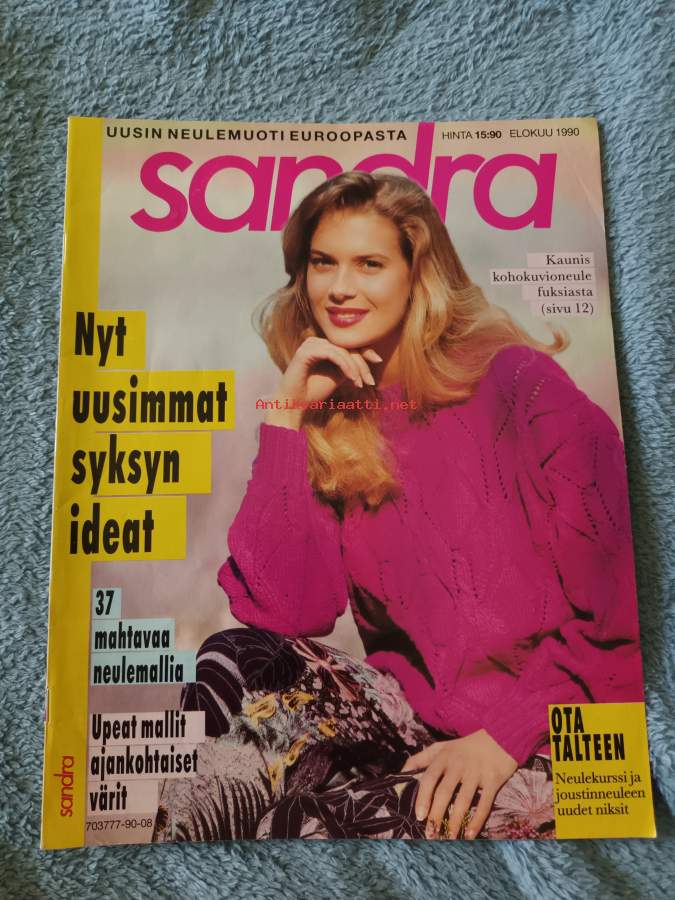 UUSIN NEULEMUOTI EUROOPASTA
HINTA 15:90 ELOKUU 1990
sandra
Kaunis
kohokuvioneule
fuksiasta
(sivu 12)
Nyt
uusimmat
syksyn
ideat
Antikvariaatti.net
37
mahtavaa
neulemallia
Upeat mallit
ajankohtaiset
värit
703777-90-08
sandra
OTA
TALTEEN
Neulekurssi ja
joustinneuleen
uudet niksit